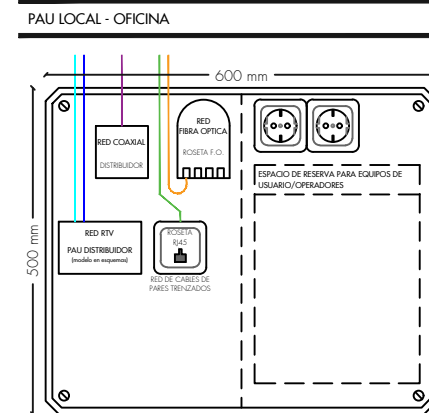 PAU LOCAL - OFICINA
600 mm
500 mm
RED COAXIAL
DISTRIBUIDOR
RED
FIBRA OPTICA
ROSETA F.O.
ESPACIO DE RESERVA PARA EQUIPOS DE
USUARIO/OPERADORES
RED RTV
PAU DISTRIBUIDOR
(modelo en esquemas)
ROSETA
RJ45
RED DE CABLES DE
PARES TRENZADOS